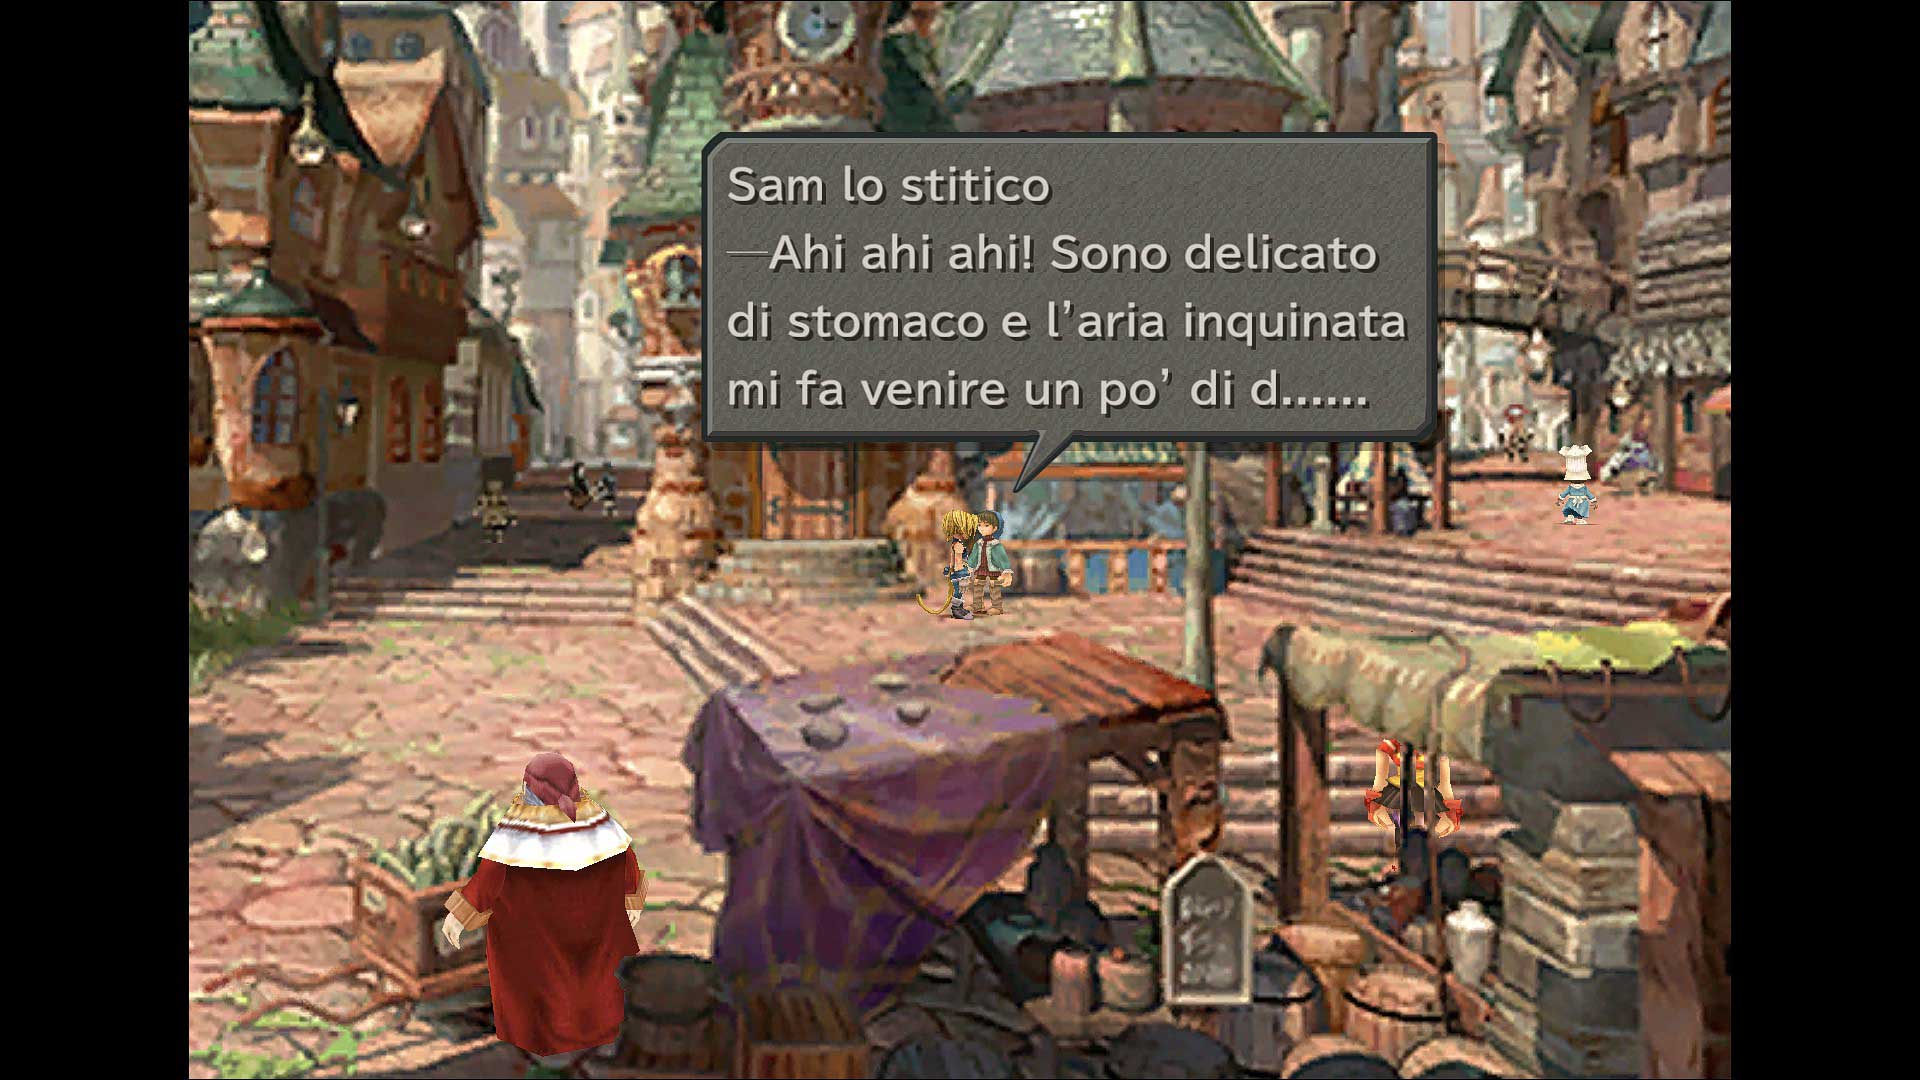 Sam lo stitico
—Ahi ahi ahi! Sono delicato
di stomaco e l'aria inquinata
mi fa venire un po' di d......